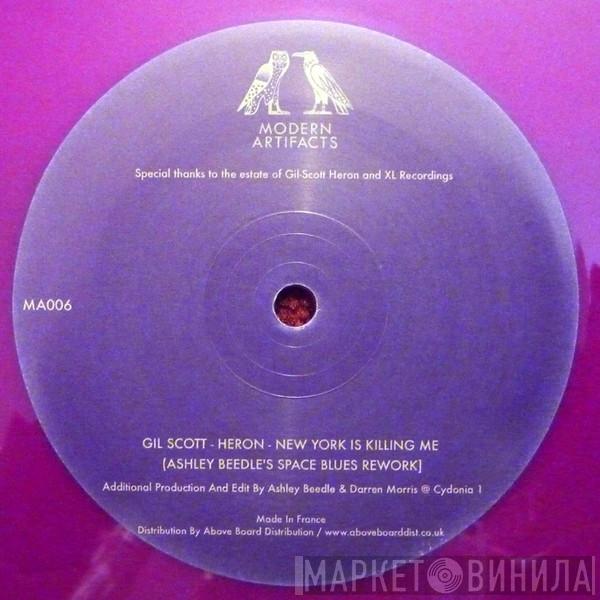 MODERN
ARTIFACTS
Special thanks to the estate of Gil-Scott Heron and XL Recordings
MA006
GIL SCOTT - HERON - NEW YORK IS KILLING ME
[ASHLEY BEEDLE'S SPACE BLUES REWORK]
Additional Production And Edit By Ashley Beedle & Darren Morris @ Cydonia 1
Made In France
Distribution By Above Board Distribution / www.aboveboarddist.co.uk
МАРКЕТ ВИНИЛА